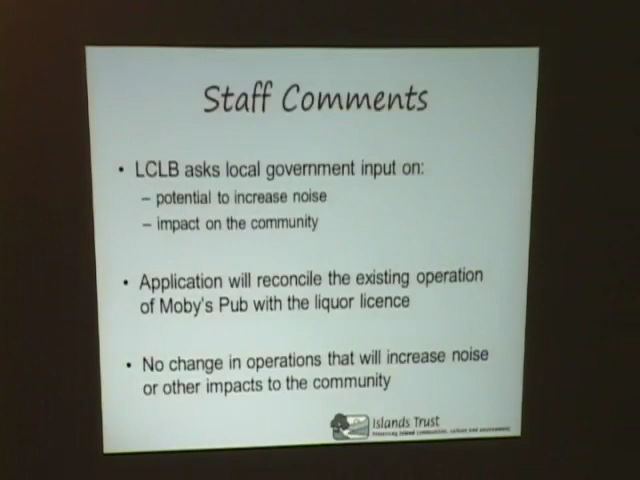 Staff Comments
• LCLB asks local government input on:
– potential to increase noise
– impact on the community
• Application will reconcile the existing operation
of Moby's Pub with the liquor licence
• No change in operations that will increase noise
or other impacts to the community
Islands Trust